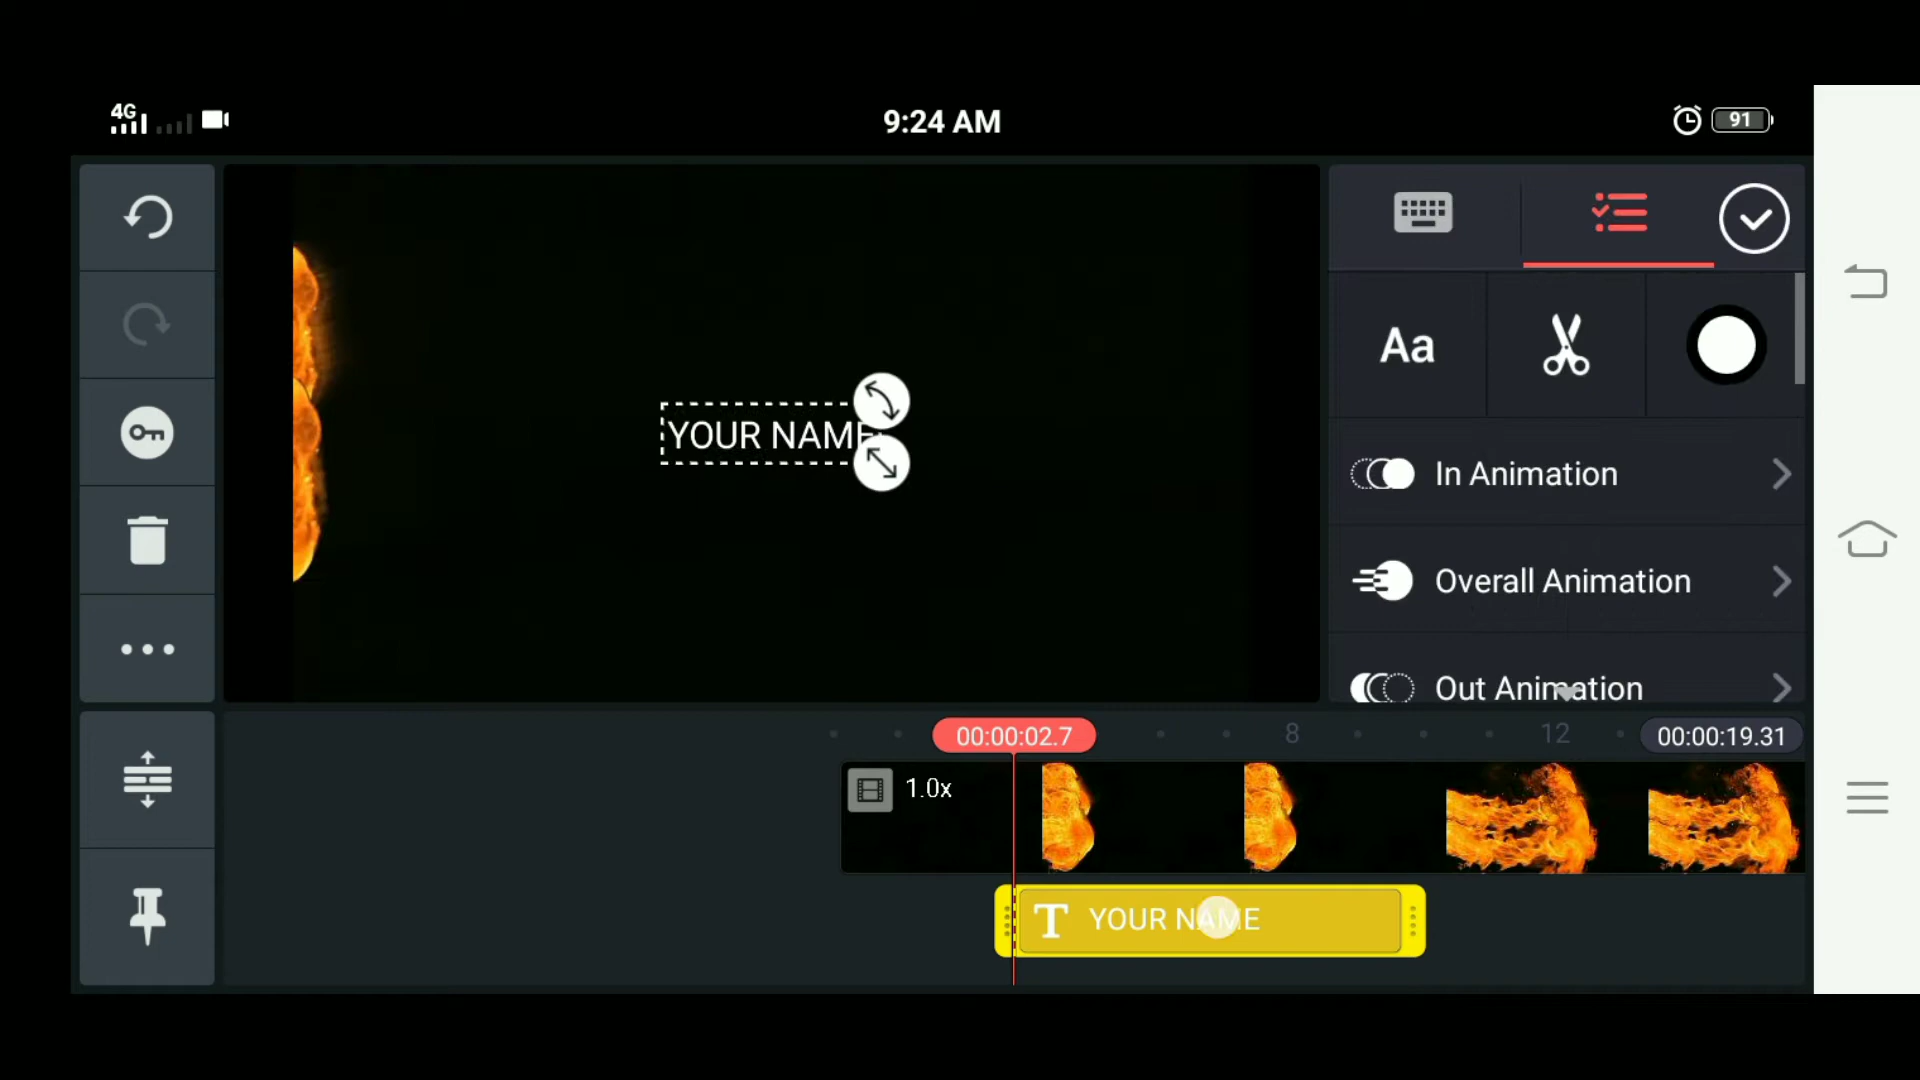 4G
9:24 AM
91
YOUR NAME
Aa
In Animation
Overall Animation
Out Animation
00:00:02.7
8
12
00:00:19.31
1.0x
T YOUR NAME